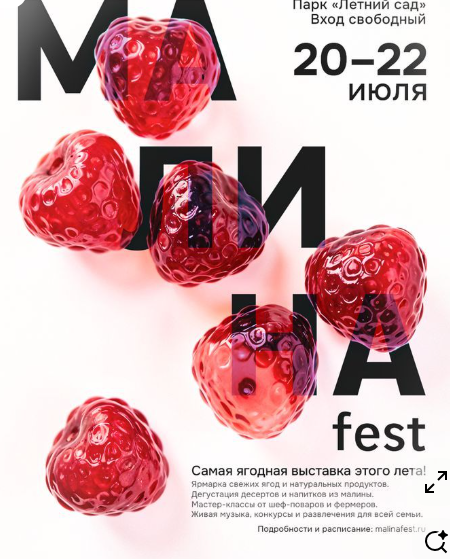 Парк «Летний сад»
Вход свободный
20–22
ИЮЛЯ
МА
ЛИ
НА
fest
Самая ягодная выставка этого лета!
Ярмарка свежих ягод и натуральных продуктов.
Дегустация десертов и напитков из малины.
Мастер-классы от шеф-поваров и фермеров.
Живая музыка, конкурсы и развлечения для всей семьи.
Подробности и расписание: malinafest.ru